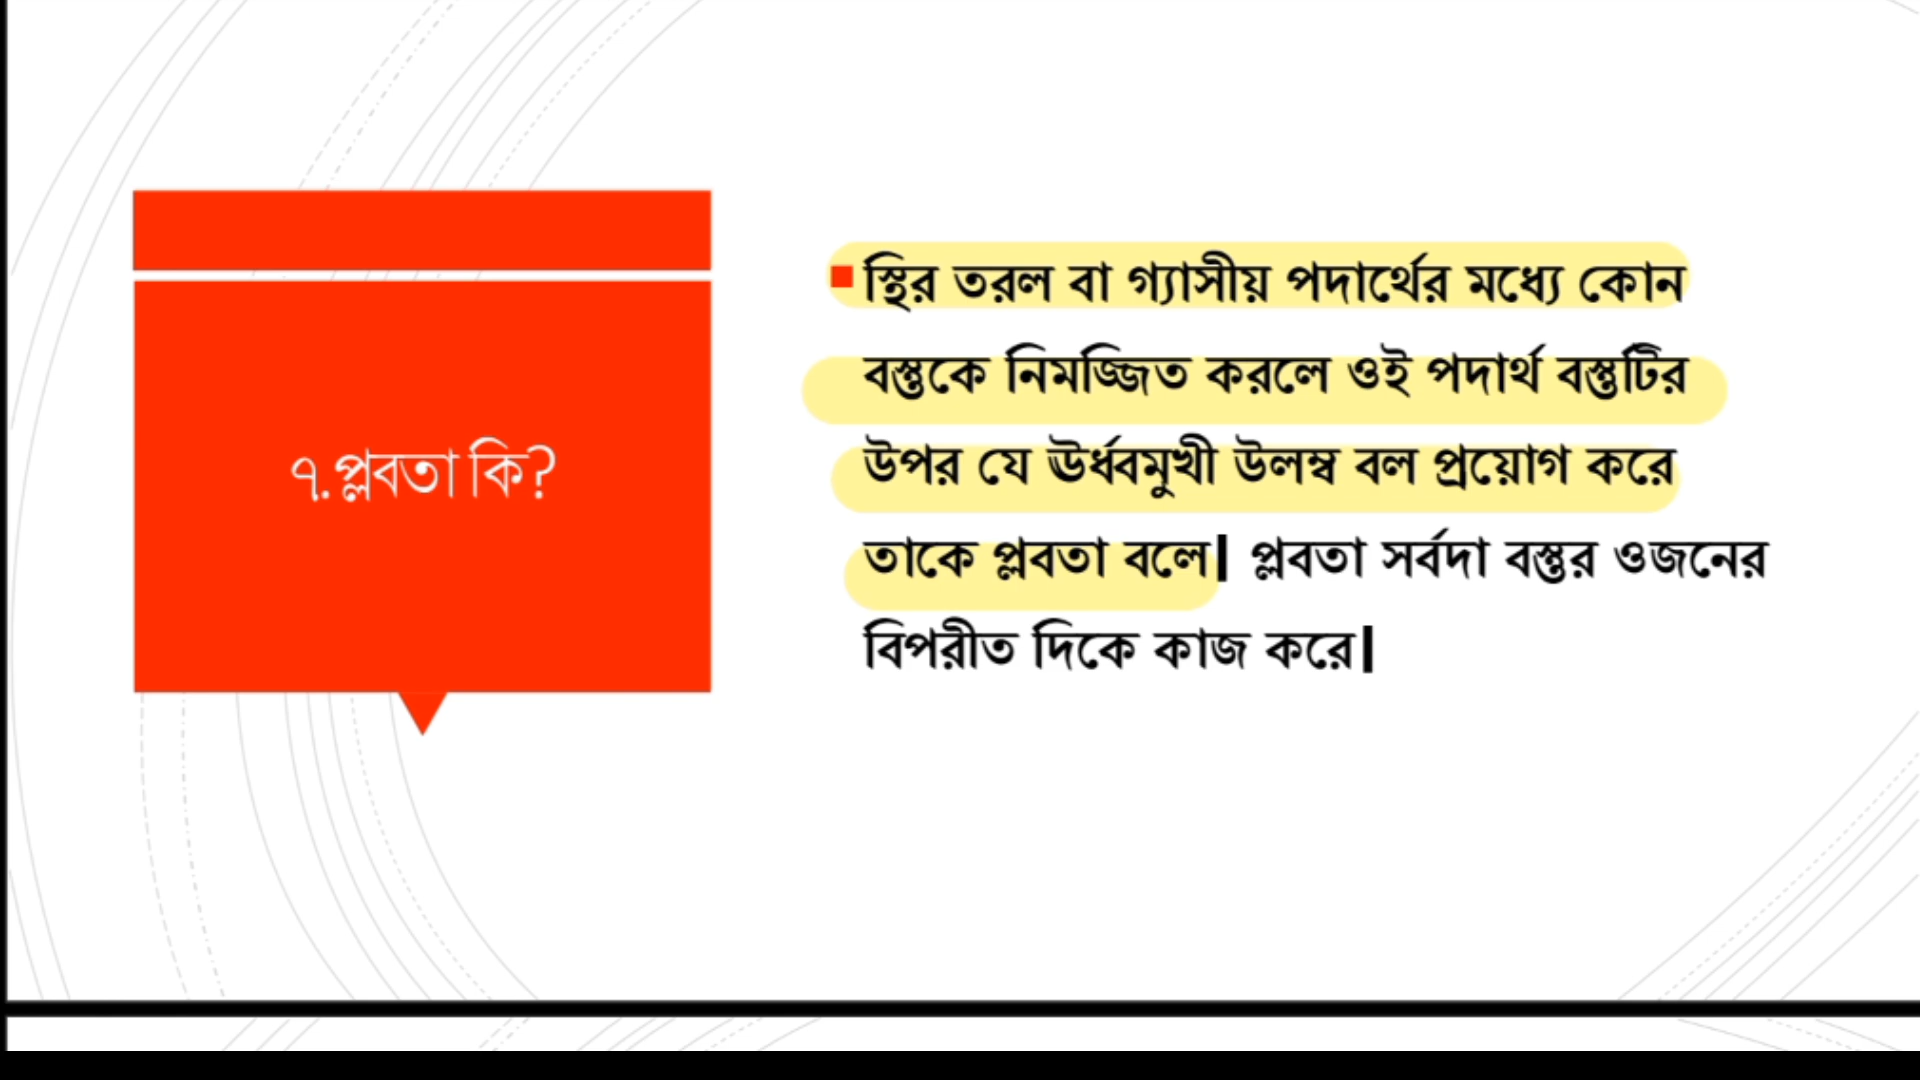 ৭.প্লবতা কি?
স্থির তরল বা গ্যাসীয় পদার্থের মধ্যে কোন
বস্তুকে নিমজ্জিত করলে ওই পদার্থ বস্তুটির
উপর যে ঊর্ধ্বমুখী উলম্ব বল প্রয়োগ করে
তাকে প্লবতা বলে| প্লবতা সর্বদা বস্তুর ওজনের
বিপরীত দিকে কাজ করে|